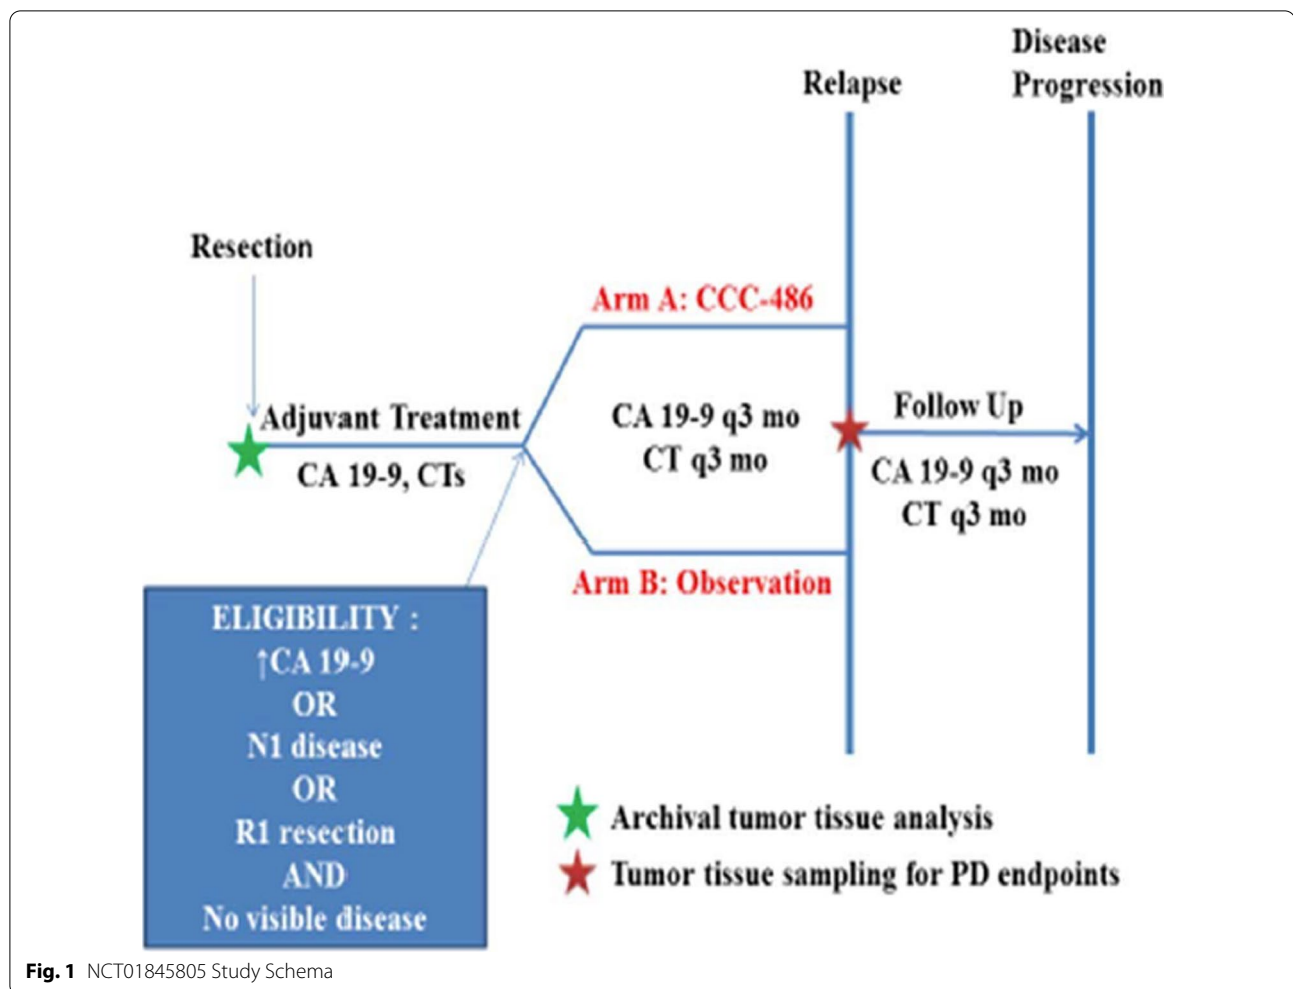 Disease
Progression
Relapse
Resection
Arm A: CCC-486
Adjuvant Treatment
CA 19-9, CTs
CA 19-9 q3 mo
CT q3 mo
Follow Up
CA 19-9 q3 mo
CT q3 mo
Arm B: Observation
ELIGIBILITY :
↑CA 19-9
OR
N1 disease
OR
R1 resection
AND
No visible disease
Archival tumor tissue analysis
Tumor tissue sampling for PD endpoints
Fig. 1 NCT01845805 Study Schema